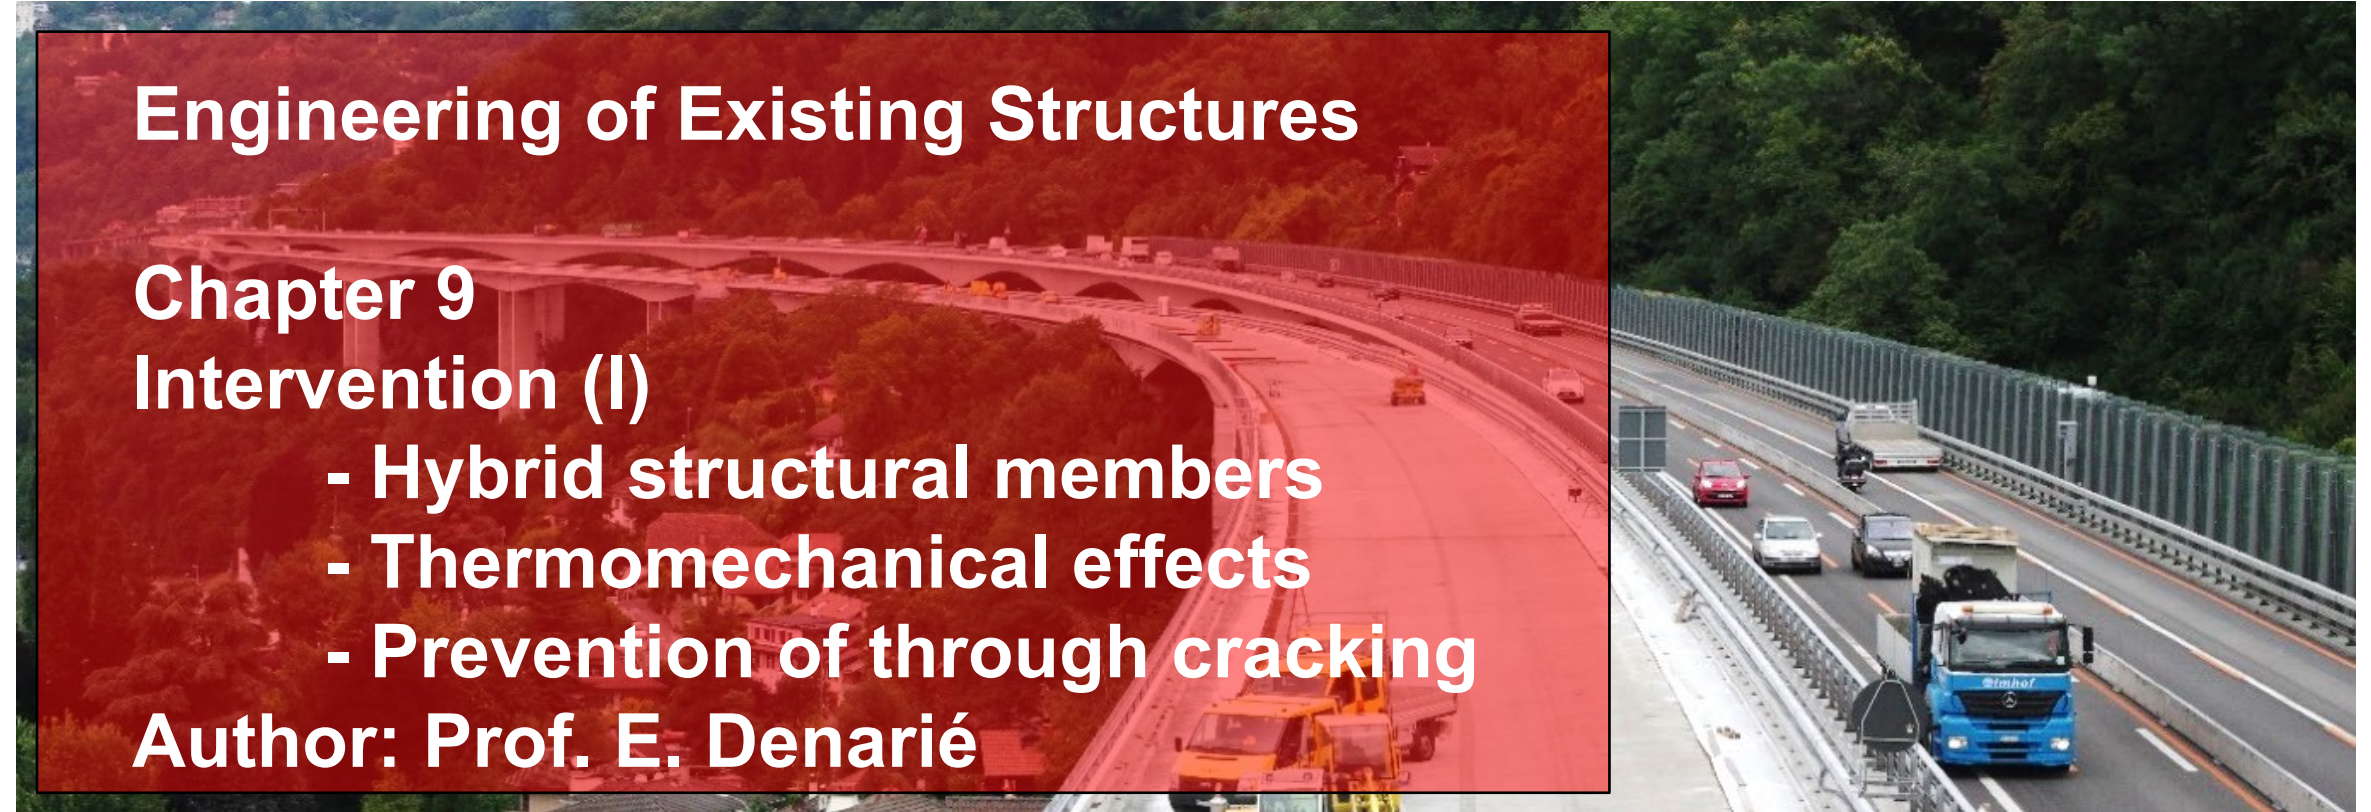 Engineering of Existing Structures
Chapter 9
Intervention (I)
- Hybrid structural members
- Thermomechanical effects
- Prevention of through cracking
Author: Prof. E. Denarié
imhof